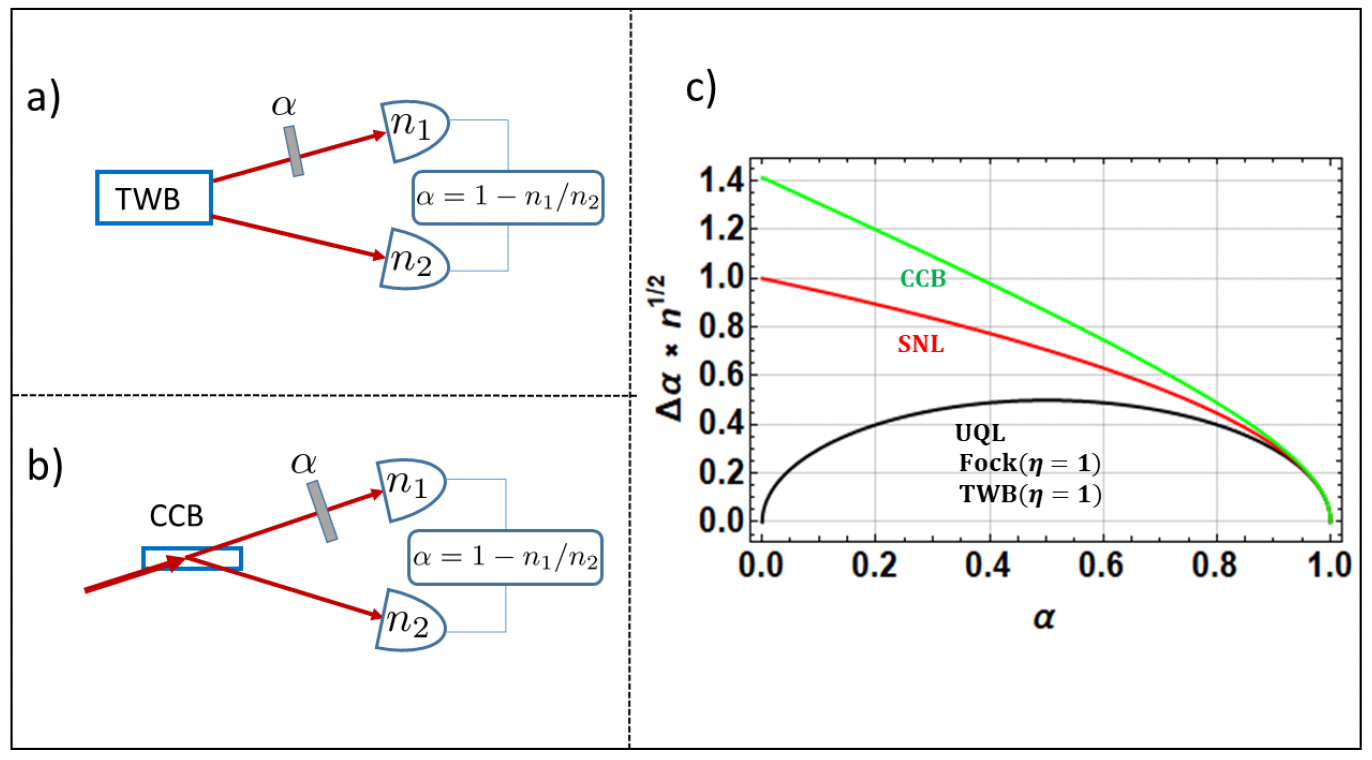 a)
α
n₁
TWB
α = 1 − n₁/n₂
n₂
b)
α
n₁
CCB
α = 1 − n₁/n₂
n₂
c)
Δα × n^{1/2}
1.4
1.2
1.0
0.8
0.6
0.4
0.2
0.0
CCB
SNL
UQL
Fock(η = 1)
TWB(η = 1)
0.0 0.2 0.4 0.6 0.8 1.0
α